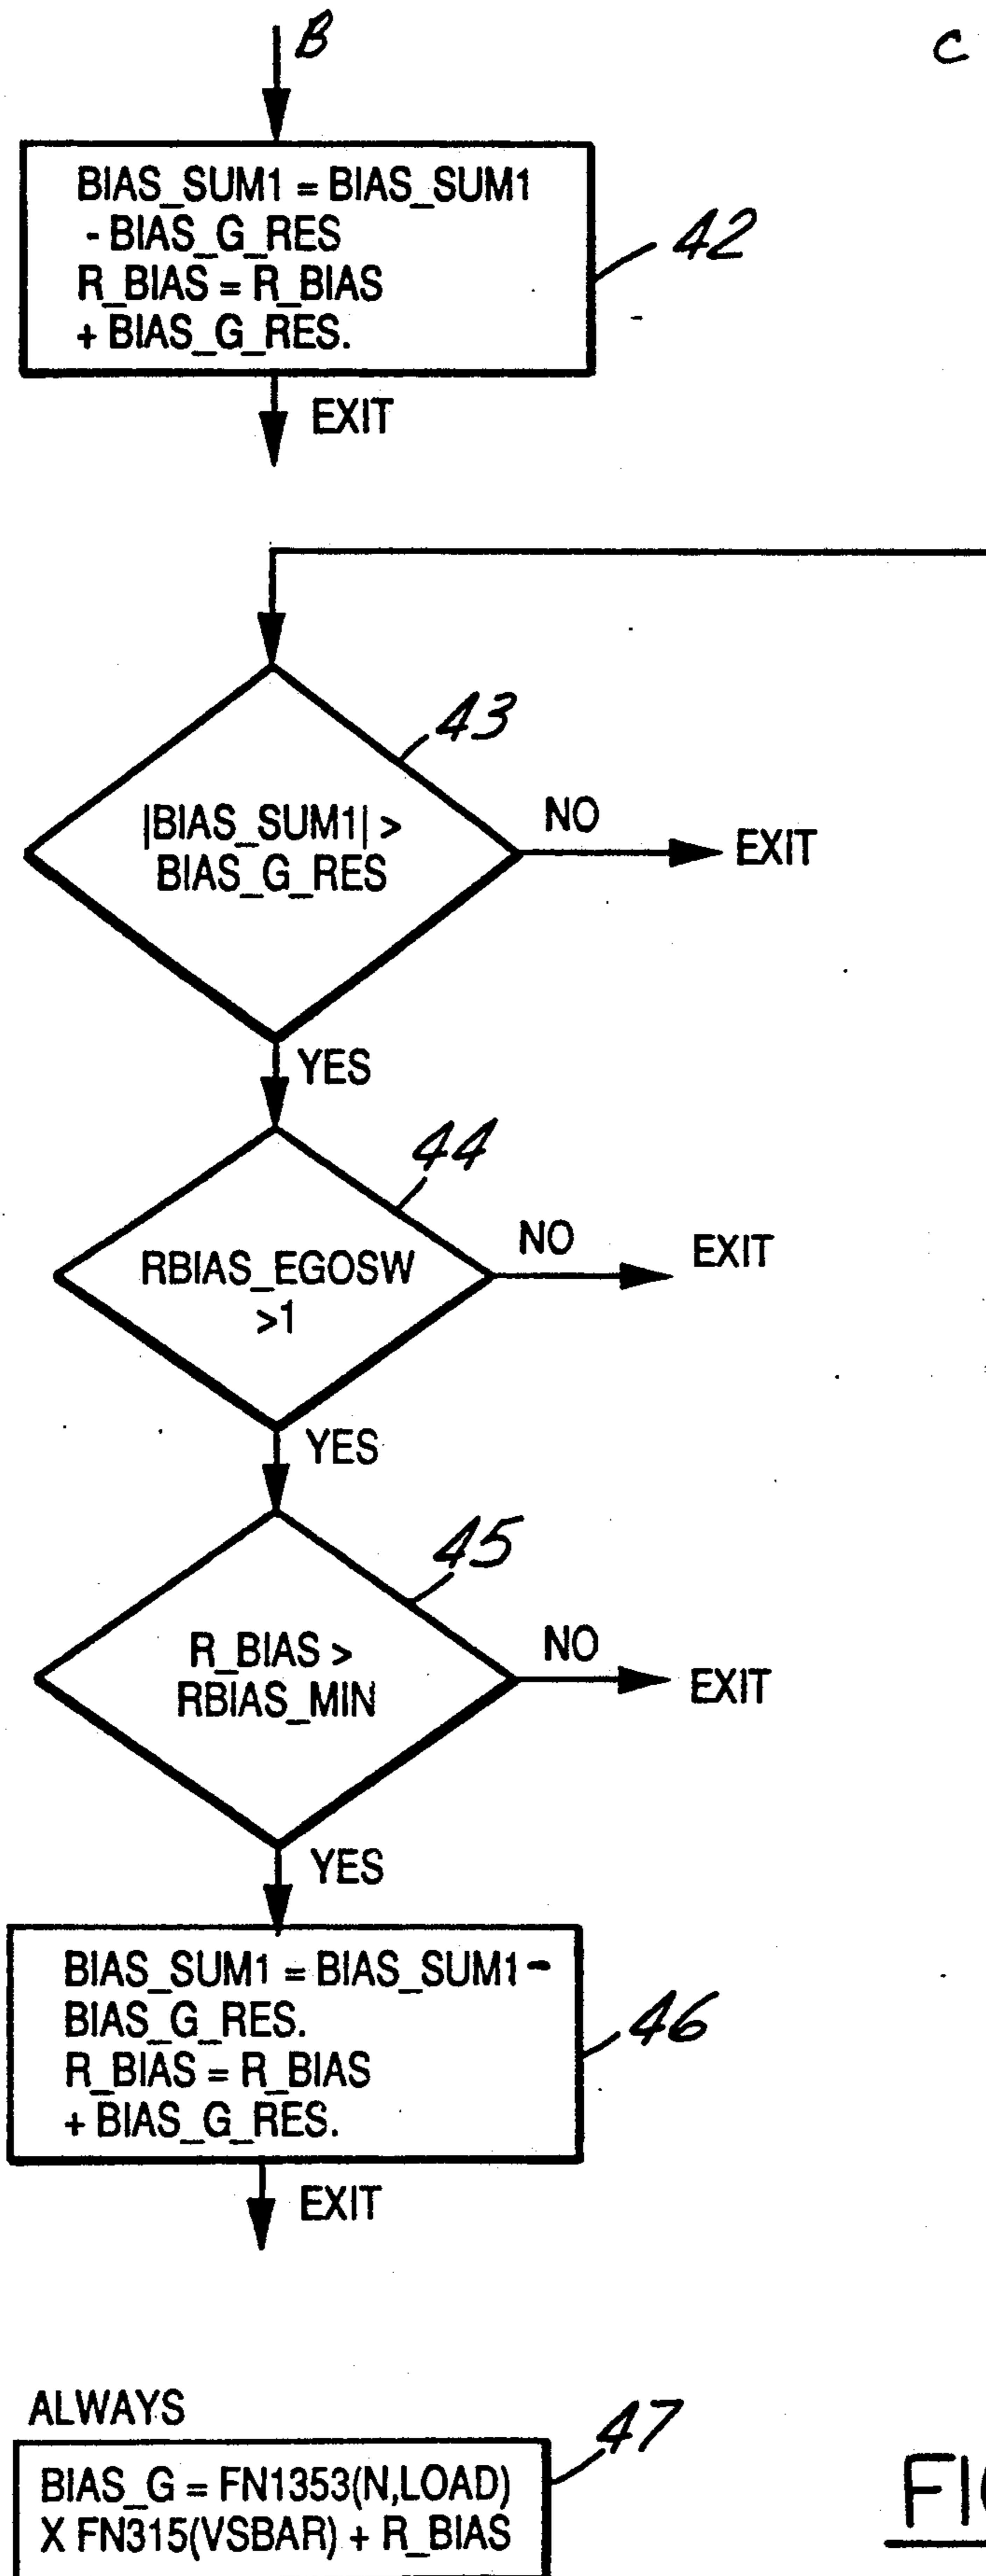 B
C
BIAS_SUM1 = BIAS_SUM1
- BIAS_G_RES
R_BIAS = R_BIAS
+ BIAS_G_RES.
42
EXIT
43
|BIAS_SUM1| >
BIAS_G_RES
NO
EXIT
YES
44
RBIAS_EGOSW
>1
NO
EXIT
YES
45
R_BIAS >
RBIAS_MIN
NO
EXIT
YES
BIAS_SUM1 = BIAS_SUM1 -
BIAS_G_RES.
R_BIAS = R_BIAS
+ BIAS_G_RES.
46
EXIT
ALWAYS
47
BIAS_G = FN1353(N,LOAD)
X FN315(VSBAR) + R_BIAS